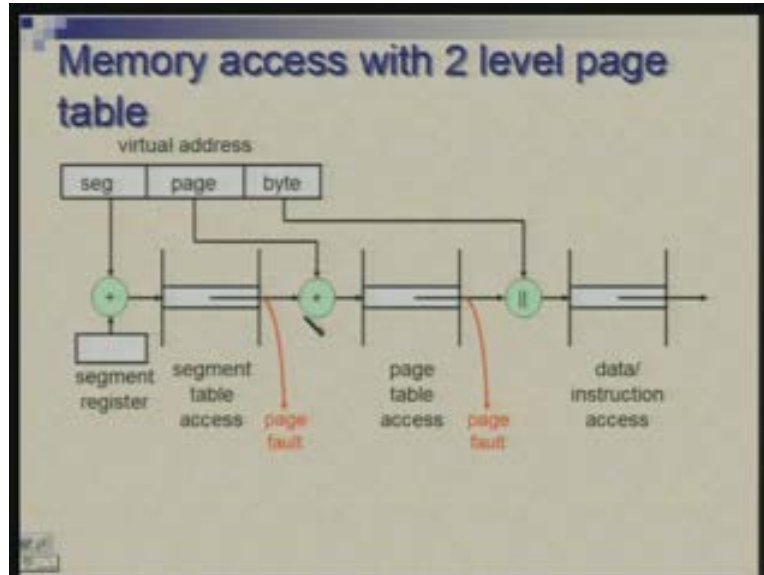 Memory access with 2 level page
table
virtual address
seg page byte
+ + ||
segment
register
segment
table
access
page
fault
page
table
access
page
fault
data/
instruction
access